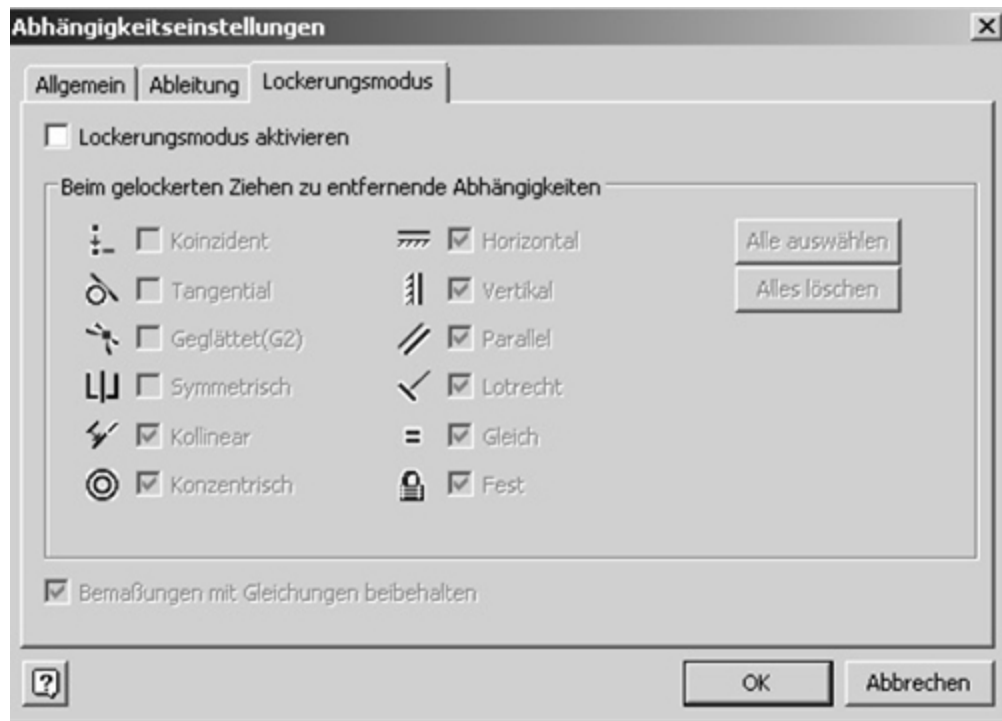 Abhängigkeitseinstellungen
Allgemein Ableitung Lockerungsmodus
Lockerungsmodus aktivieren
Beim gelockerten Ziehen zu entfernende Abhängigkeiten
Koinzident Horizontal Alle auswählen
Tangential Vertikal Alles löschen
Geglättet(G2) Parallel
Symmetrisch Lotrecht
Kollinear Gleich
Konzentrisch Fest
Bemaßungen mit Gleichungen beibehalten
OK Abbrechen